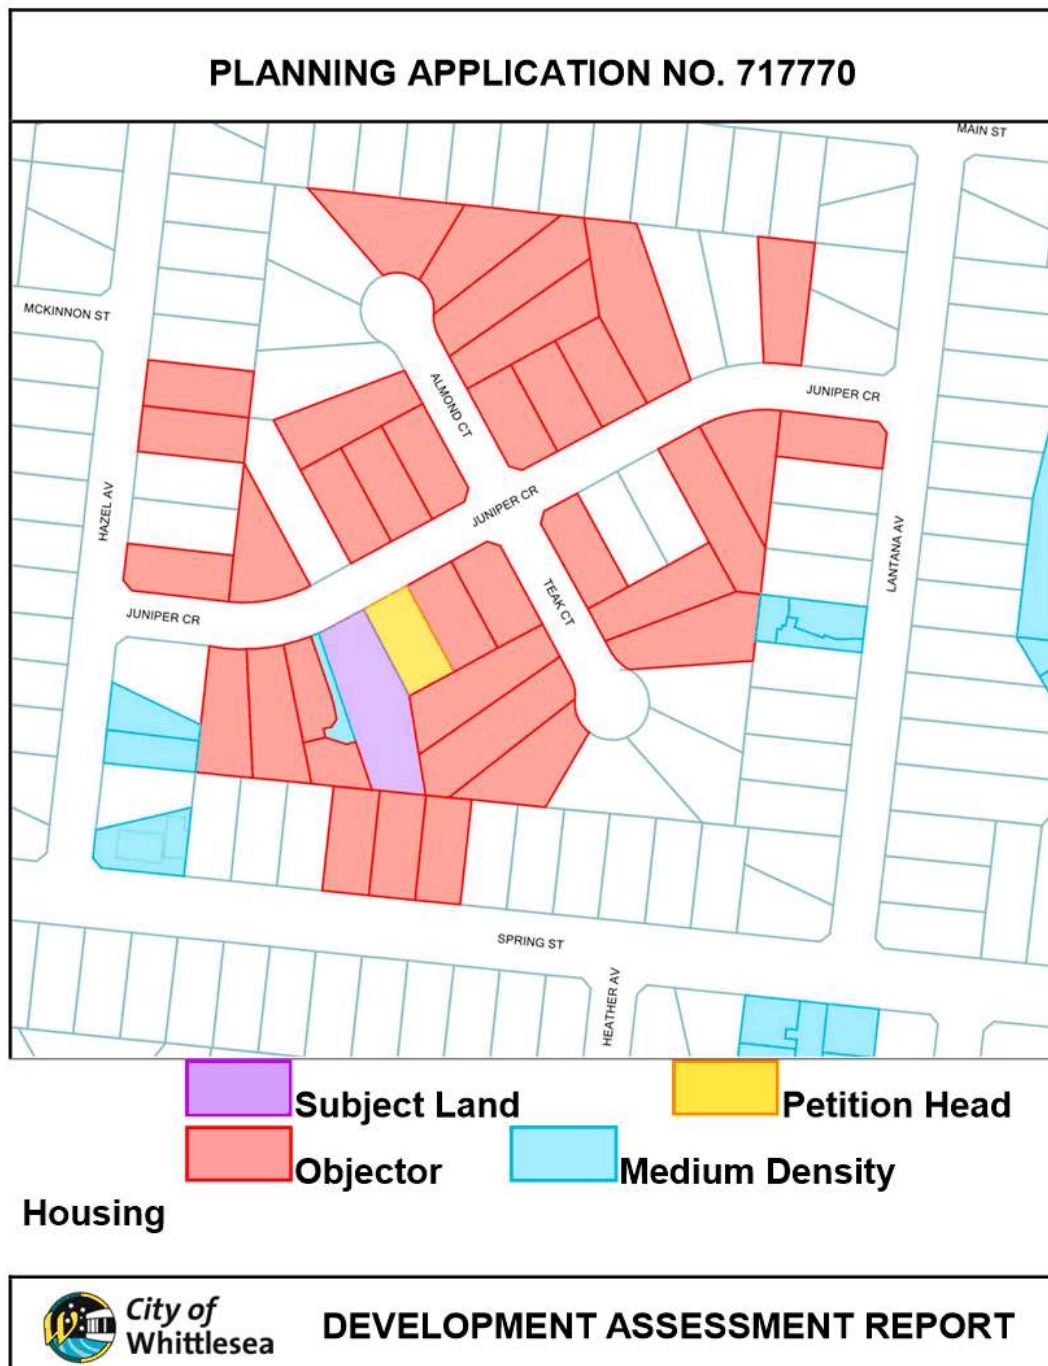 PLANNING APPLICATION NO. 717770
MAIN ST
MCKINNON ST
ALMOND CT
JUNIPER CR
JUNIPER CR
HAZEL AV
LANTANA AV
TEAK CT
JUNIPER CR
SPRING ST
HEATHER AV
Subject Land
Petition Head
Objector
Medium Density
Housing
City of
Whittlesea
DEVELOPMENT ASSESSMENT REPORT